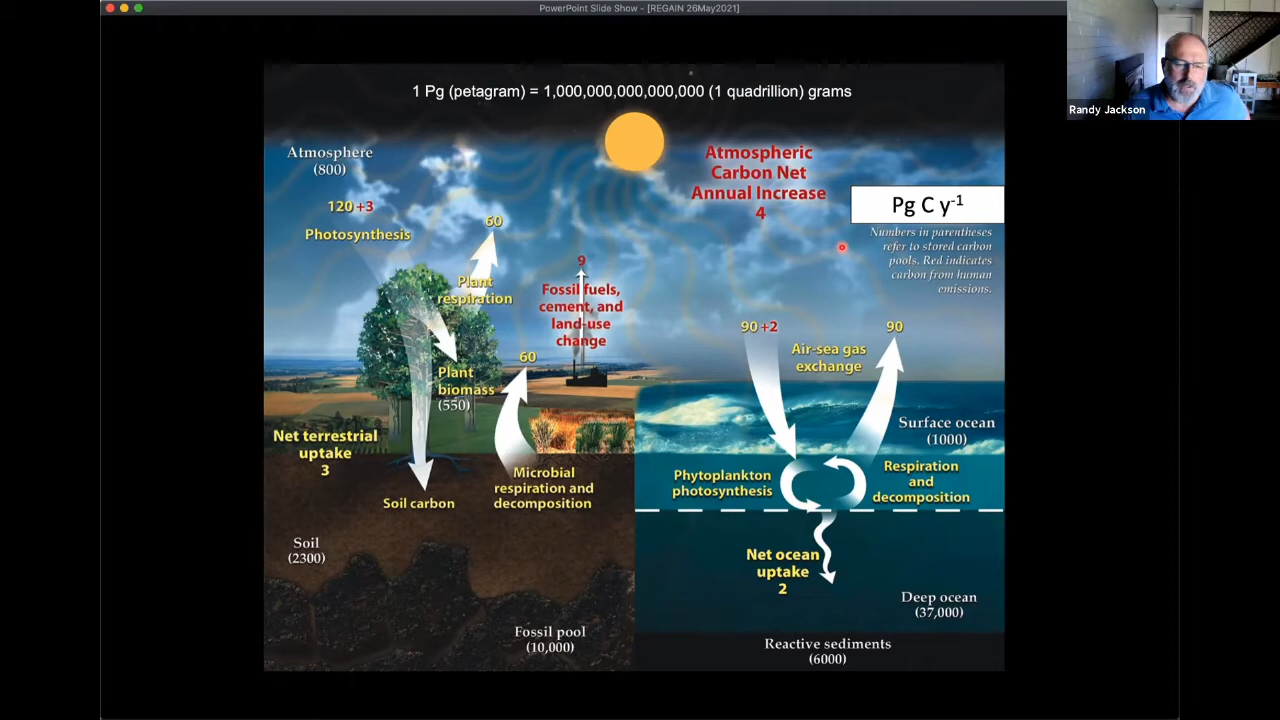 PowerPoint Slide Show - [REGAIN 26May2021]
Randy Jackson
1 Pg (petagram) = 1,000,000,000,000,000 (1 quadrillion) grams
Atmosphere
(800)
120 +3
Photosynthesis
60
Plant
respiration
9
Fossil fuels,
cement, and
land-use
change
Atmospheric
Carbon Net
Annual Increase
4
Pg C y-1
Numbers in parentheses
refer to stored carbon
pools. Red indicates
carbon from human
emissions.
90 +2
90
Air-sea gas
exchange
60
Plant
biomass
(550)
Net terrestrial
uptake
3
Soil carbon
Microbial
respiration and
decomposition
Surface ocean
(1000)
Phytoplankton
photosynthesis
Respiration
and
decomposition
Soil
(2300)
Net ocean
uptake
2
Deep ocean
(37,000)
Fossil pool
(10,000)
Reactive sediments
(6000)